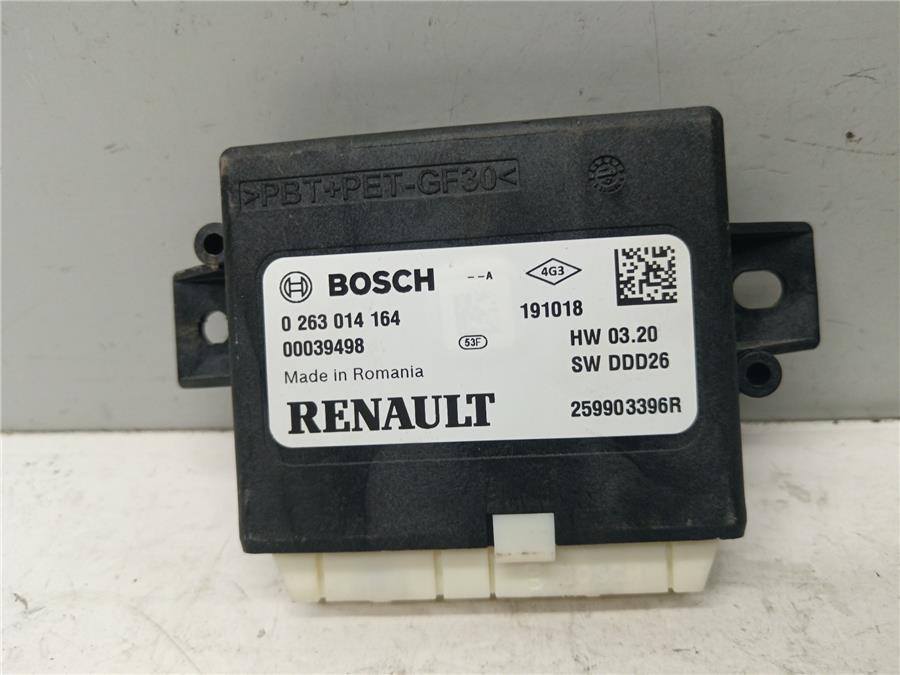 >PBT+PET-GF30<
BOSCH --A 4G3
0 263 014 164 191018
00039498 53F HW 03.20
Made in Romania SW DDD26
RENAULT 259903396R